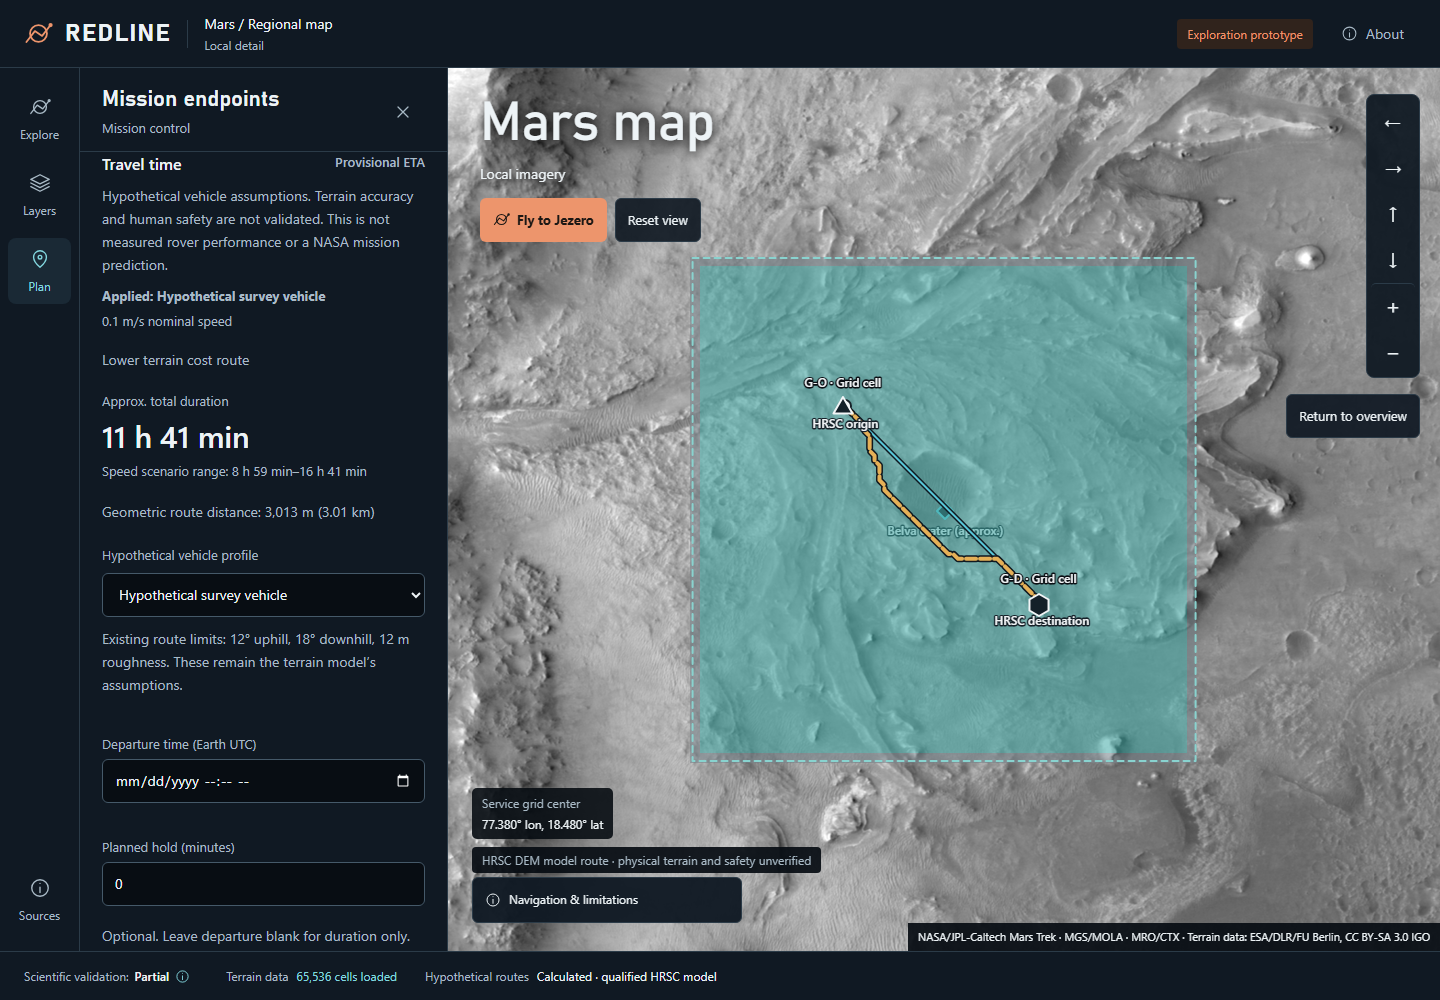 REDLINE
Mars / Regional map
Local detail
Exploration prototype
About
Explore
Layers
Plan
Sources
Mission endpoints
Mission control
Travel time
Provisional ETA
Hypothetical vehicle assumptions. Terrain accuracy
and human safety are not validated. This is not
measured rover performance or a NASA mission
prediction.
Applied: Hypothetical survey vehicle
0.1 m/s nominal speed
Lower terrain cost route
Approx. total duration
11 h 41 min
Speed scenario range: 8 h 59 min–16 h 41 min
Geometric route distance: 3,013 m (3.01 km)
Hypothetical vehicle profile
Hypothetical survey vehicle
Existing route limits: 12° uphill, 18° downhill, 12 m
roughness. These remain the terrain model's
assumptions.
Departure time (Earth UTC)
mm/dd/yyyy --:-- --
Planned hold (minutes)
0
Optional. Leave departure blank for duration only.
Mars map
Local imagery
Fly to Jezero
Reset view
Return to overview
G-O · Grid cell
HRSC origin
Belva crater (approx.)
G-D · Grid cell
HRSC destination
Service grid center
77.380° lon, 18.480° lat
HRSC DEM model route · physical terrain and safety unverified
Navigation & limitations
NASA/JPL-Caltech Mars Trek · MGS/MOLA · MRO/CTX · Terrain data: ESA/DLR/FU Berlin, CC BY-SA 3.0 IGO
Scientific validation: Partial
Terrain data 65,536 cells loaded
Hypothetical routes Calculated · qualified HRSC model